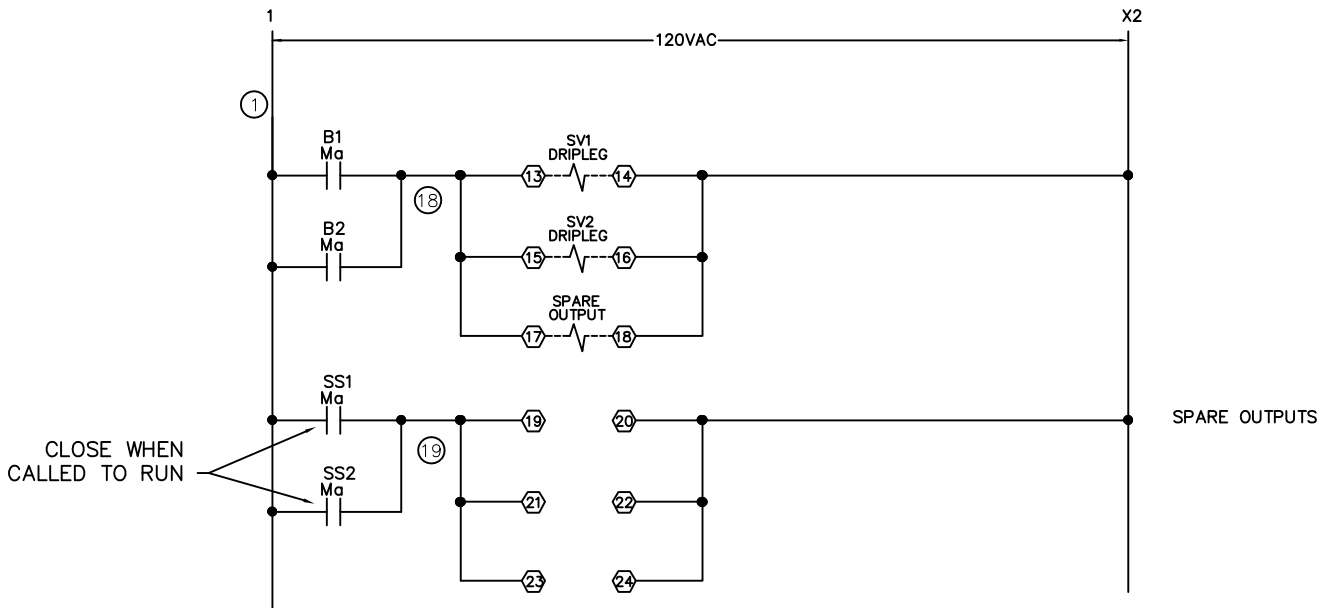 1
X2
120VAC
1
B1
Ma
SV1
DRIPLEG
13
14
18
B2
Ma
SV2
DRIPLEG
15
16
SPARE
OUTPUT
17
18
SS1
Ma
19
20
SPARE OUTPUTS
CLOSE WHEN
CALLED TO RUN
19
SS2
Ma
21
22
23
24